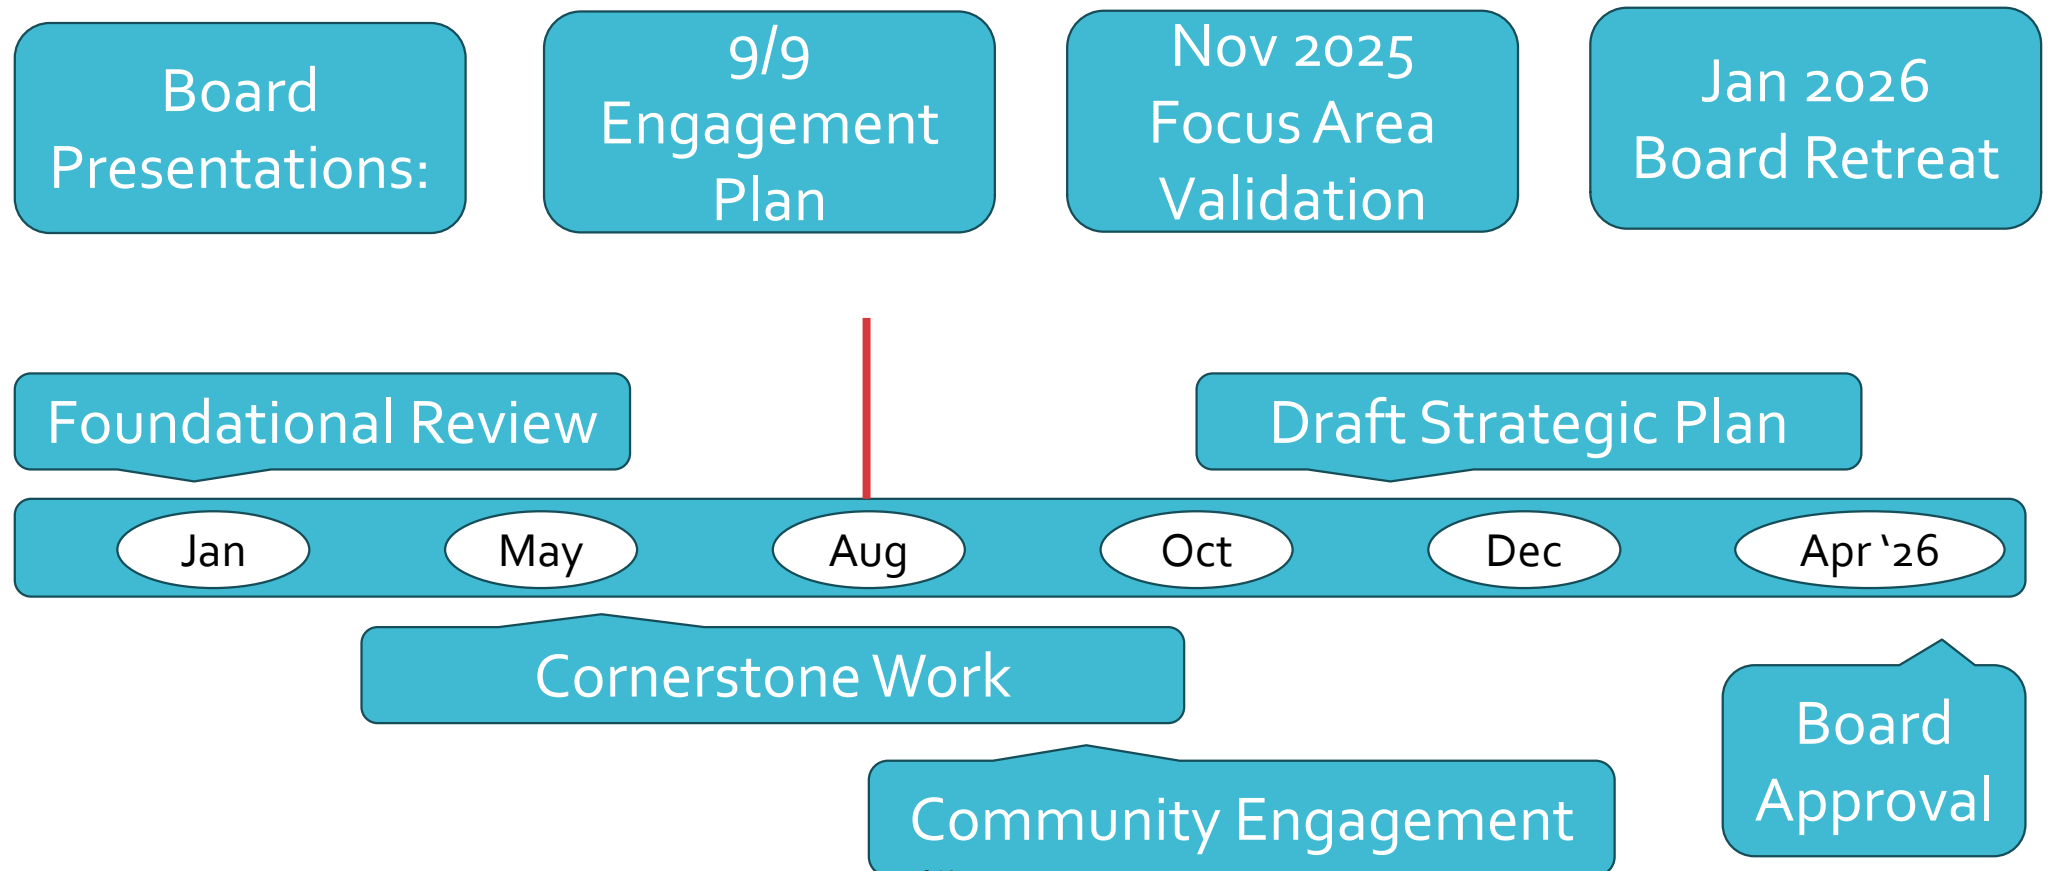 Board
Presentations:
9/9
Engagement
Plan
Nov 2025
Focus Area
Validation
Jan 2026
Board Retreat
Foundational Review
Draft Strategic Plan
Jan
May
Aug
Oct
Dec
Apr ‘26
Cornerstone Work
Board
Approval
Community Engagement